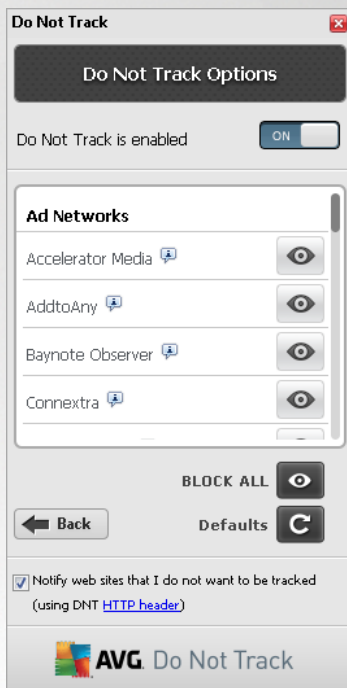 Do Not Track
Do Not Track Options
Do Not Track is enabled
ON
Ad Networks
Accelerator Media
AddtoAny
Baynote Observer
Connextra
BLOCK ALL
Back
Defaults
Notify web sites that I do not want to be tracked
(using DNT HTTP header)
AVG. Do Not Track